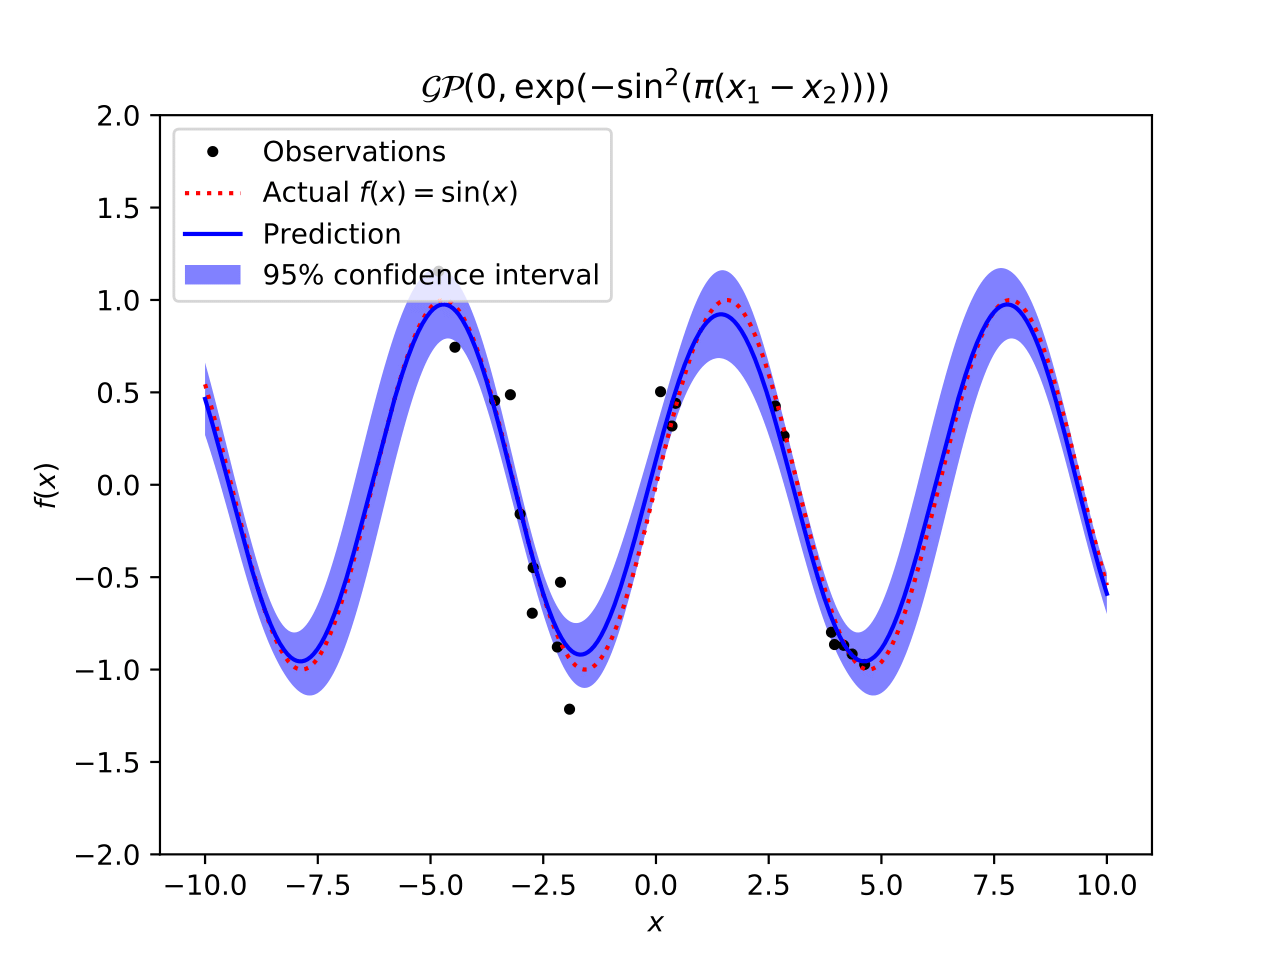 𝒢𝒫(0, exp(−sin²(π(x₁ − x₂))))
2.0
1.5
1.0
0.5
0.0
−0.5
−1.0
−1.5
−2.0
f(x)
Observations
Actual f(x) = sin(x)
Prediction
95% confidence interval
−10.0 −7.5 −5.0 −2.5 0.0 2.5 5.0 7.5 10.0
x